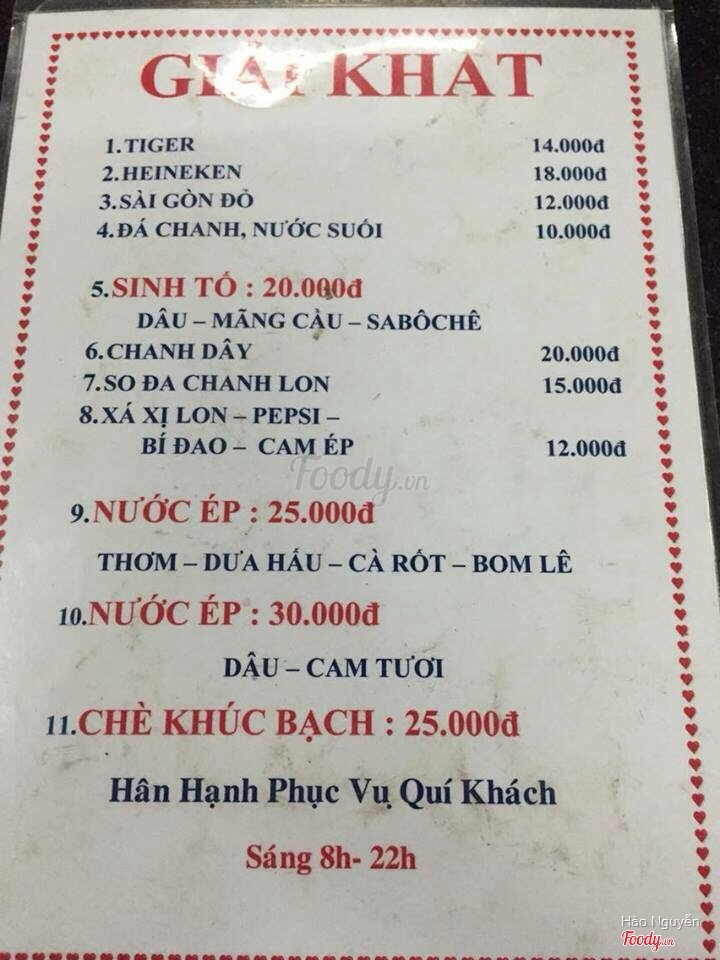 GIẢI KHAT
1.TIGER 14.000đ
2.HEINEKEN 18.000đ
3.SÀI GÒN ĐỎ 12.000đ
4.ĐÁ CHANH, NƯỚC SUỐI 10.000đ
5.SINH TỐ : 20.000đ
DÂU – MÃNG CẦU – SABÔCHÊ
6.CHANH DÂY 20.000đ
7.SO ĐA CHANH LON 15.000đ
8.XÁ XỊ LON – PEPSI –
BÍ ĐAO – CAM ÉP 12.000đ
Foody.vn
9.NƯỚC ÉP : 25.000đ
THƠM – DƯA HẤU – CÀ RỐT – BOM LÊ
10.NƯỚC ÉP : 30.000đ
DẬU – CAM TƯƠI
11.CHÈ KHÚC BẠCH : 25.000đ
Hân Hạnh Phục Vụ Quí Khách
Sáng 8h- 22h
Hào Nguyễn
Foody.vn